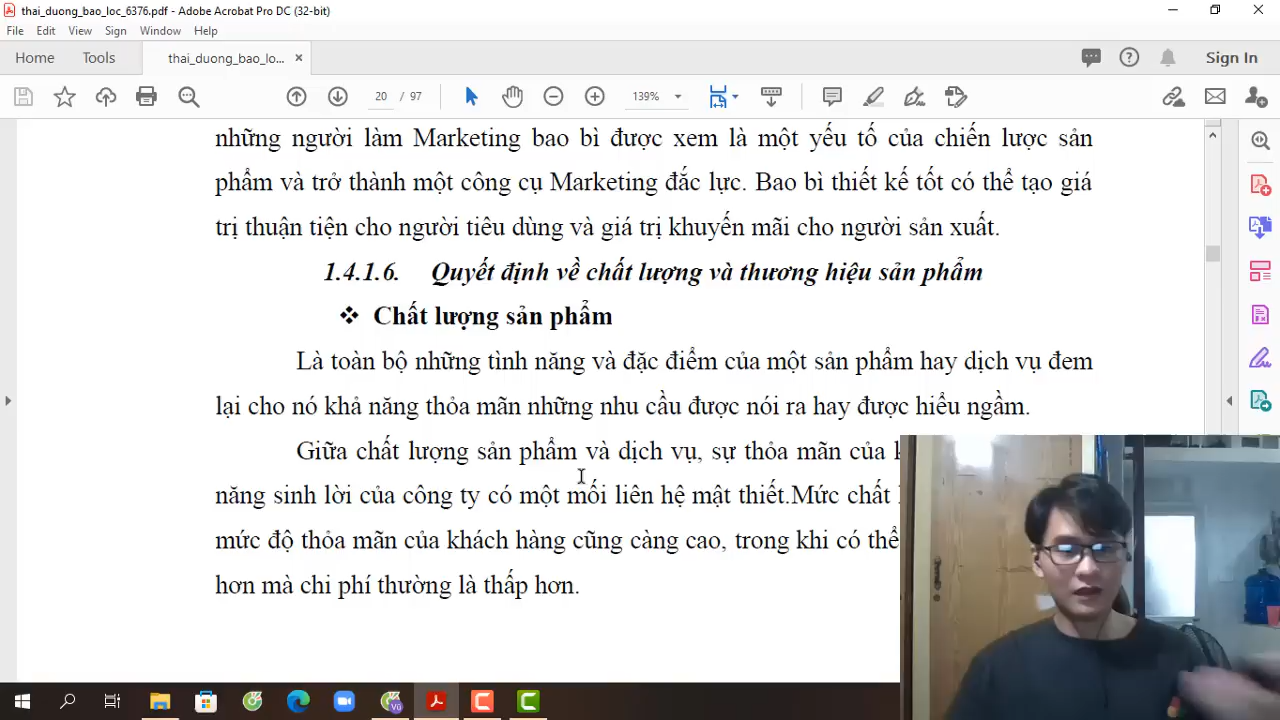 thai_duong_bao_loc_6376.pdf - Adobe Acrobat Pro DC (32-bit)
File Edit View Sign Window Help
Home Tools thai_duong_bao_lo... × Sign In
20 / 97 139%
những người làm Marketing bao bì được xem là một yếu tố của chiến lược sản
phẩm và trở thành một công cụ Marketing đắc lực. Bao bì thiết kế tốt có thể tạo giá
trị thuận tiện cho người tiêu dùng và giá trị khuyến mãi cho người sản xuất.
1.4.1.6. Quyết định về chất lượng và thương hiệu sản phẩm
❖ Chất lượng sản phẩm
Là toàn bộ những tình năng và đặc điểm của một sản phẩm hay dịch vụ đem
lại cho nó khả năng thỏa mãn những nhu cầu được nói ra hay được hiểu ngầm.
Giữa chất lượng sản phẩm và dịch vụ, sự thỏa mãn của
năng sinh lời của công ty có một mối liên hệ mật thiết.Mức chất
mức độ thỏa mãn của khách hàng cũng càng cao, trong khi có thể
hơn mà chi phí thường là thấp hơn.